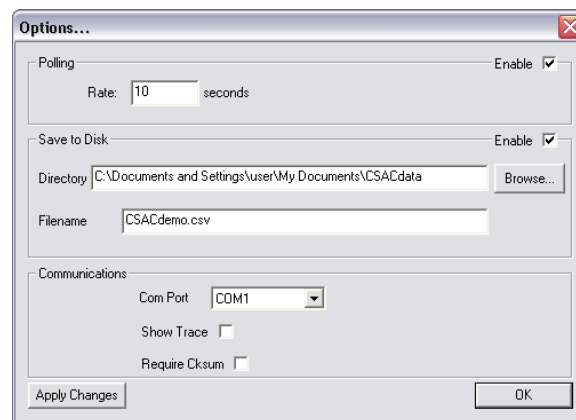 Options...
Polling Enable
Rate: 10 seconds
Save to Disk Enable
Directory C:\Documents and Settings\user\My Documents\CSACdata Browse...
Filename CSACdemo.csv
Communications
Com Port COM1
Show Trace
Require Cksum
Apply Changes OK